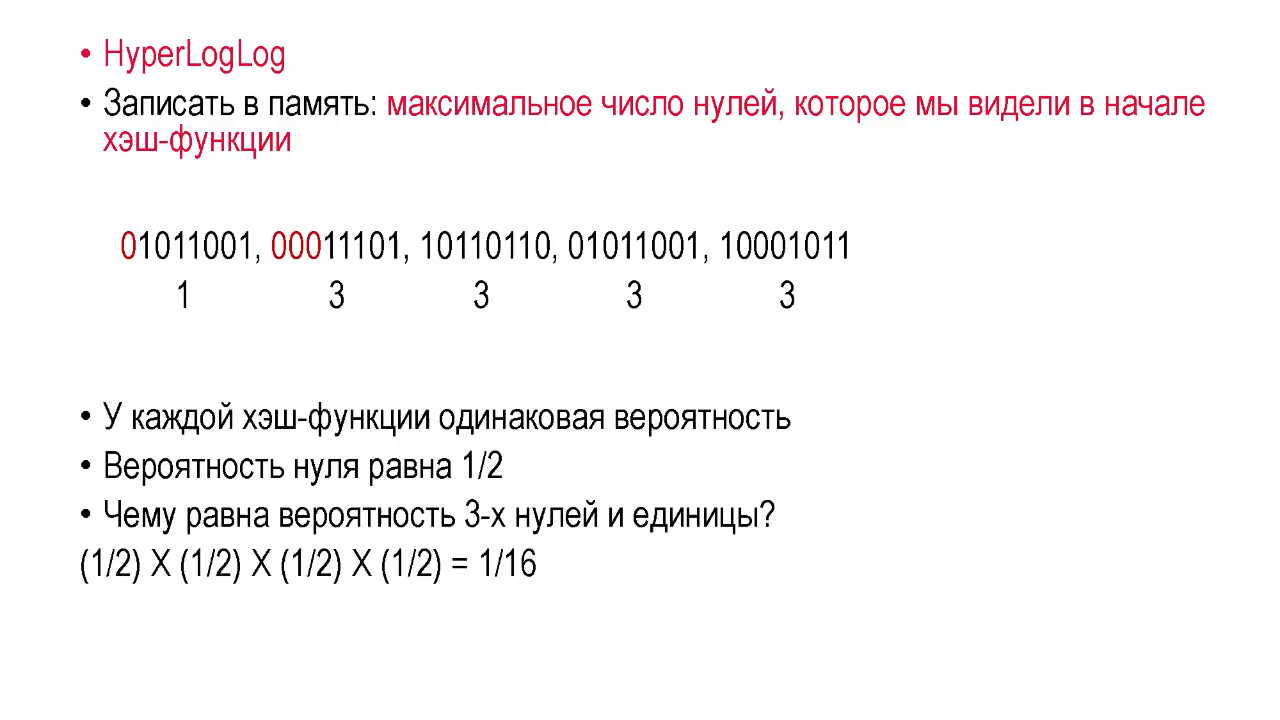 • HyperLogLog
• Записать в память: максимальное число нулей, которое мы видели в начале
хэш-функции
01011001, 00011101, 10110110, 01011001, 10001011
1 3 3 3 3
• У каждой хэш-функции одинаковая вероятность
• Вероятность нуля равна 1/2
• Чему равна вероятность 3-х нулей и единицы?
(1/2) X (1/2) X (1/2) X (1/2) = 1/16